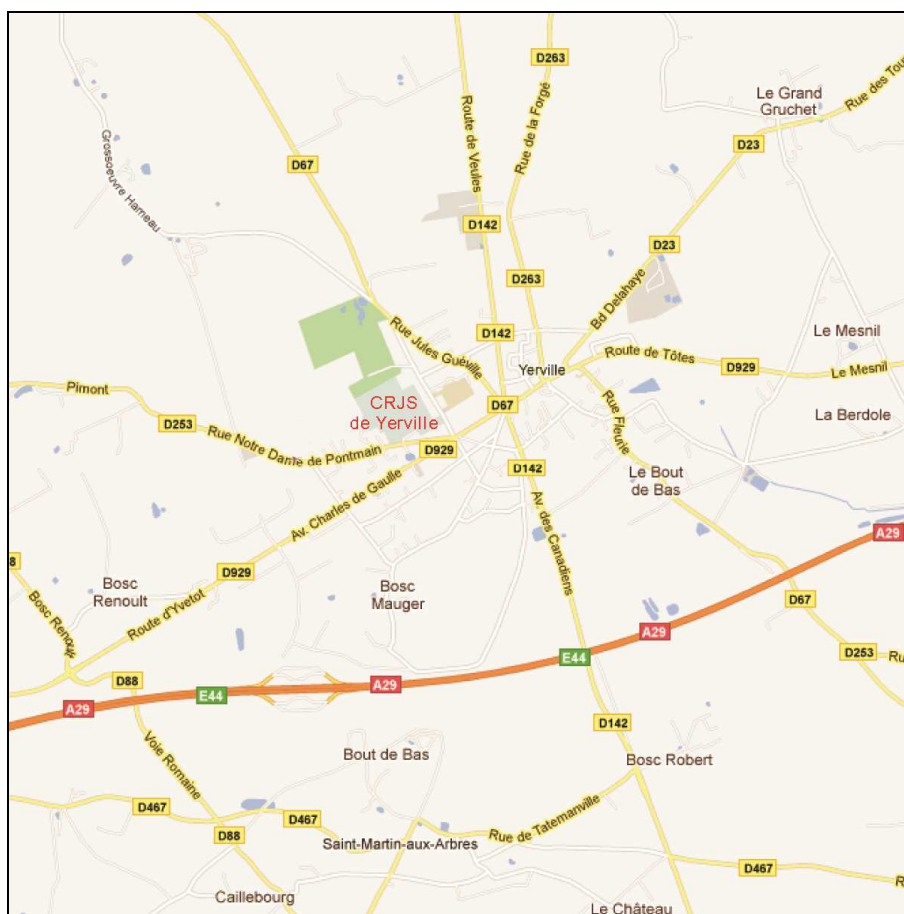 D263
Le Grand
Gruchet
Rue des Tou
Route de Veules
Rue de la Forgé
D23
Grossoeuvre Hameau
D67
D142
D23
D263
Bd Delahaye
Rue Jules Guéville
D142
Le Mesnil
Route de Tôtes
D929
Le Mesnil
Yerville
Pimont
CRJS
de Yerville
D67
Rue Fleurie
La Berdole
D253
Rue Notre Dame de Pontmain
D929
D142
Le Bout
de Bas
Av. Charles de Gaulle
Av. des Canadiens
A29
8
Bosc
Renoult
D929
Bosc
Mauger
Bosc Renoult
Route d'Yvetot
D67
A29
D253
Ru
E44
D88
E44
A29
A29
D142
Voie Romaine
Bout de Bas
Bosc Robert
D467
D88
D467
Rue de Tatemanville
Saint-Martin-aux-Arbres
D467
R
Caillebourg
Le Château